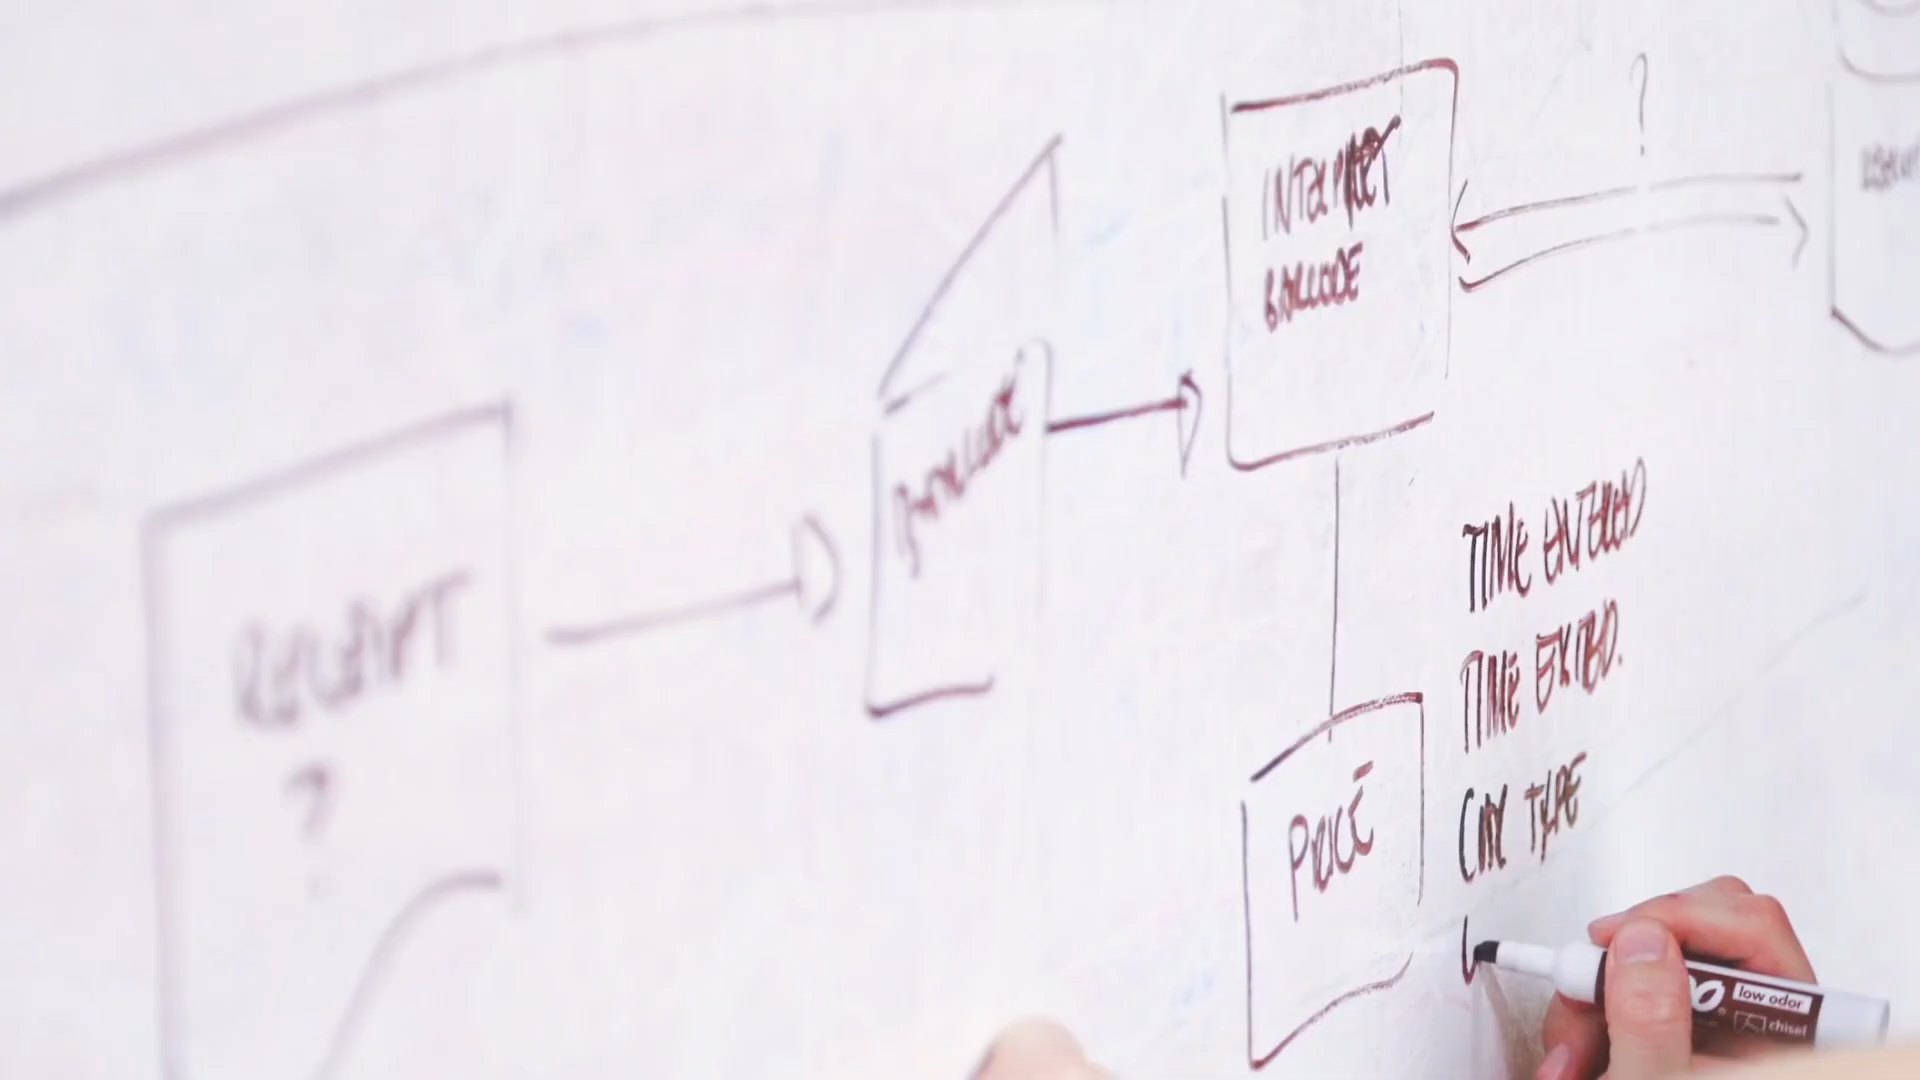 RECEIPT
?
BARCODE
INTERPRET
BARCODE
?
PRICE
TIME ENTERED
TIME EXITED.
CAR TYPE
low odor
chisel